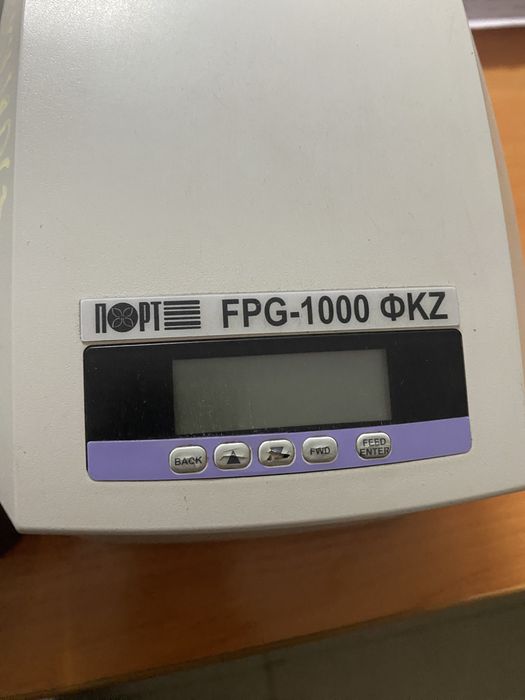 ПОРТ FPG-1000 ФKZ
BACK FWD FEED ENTER